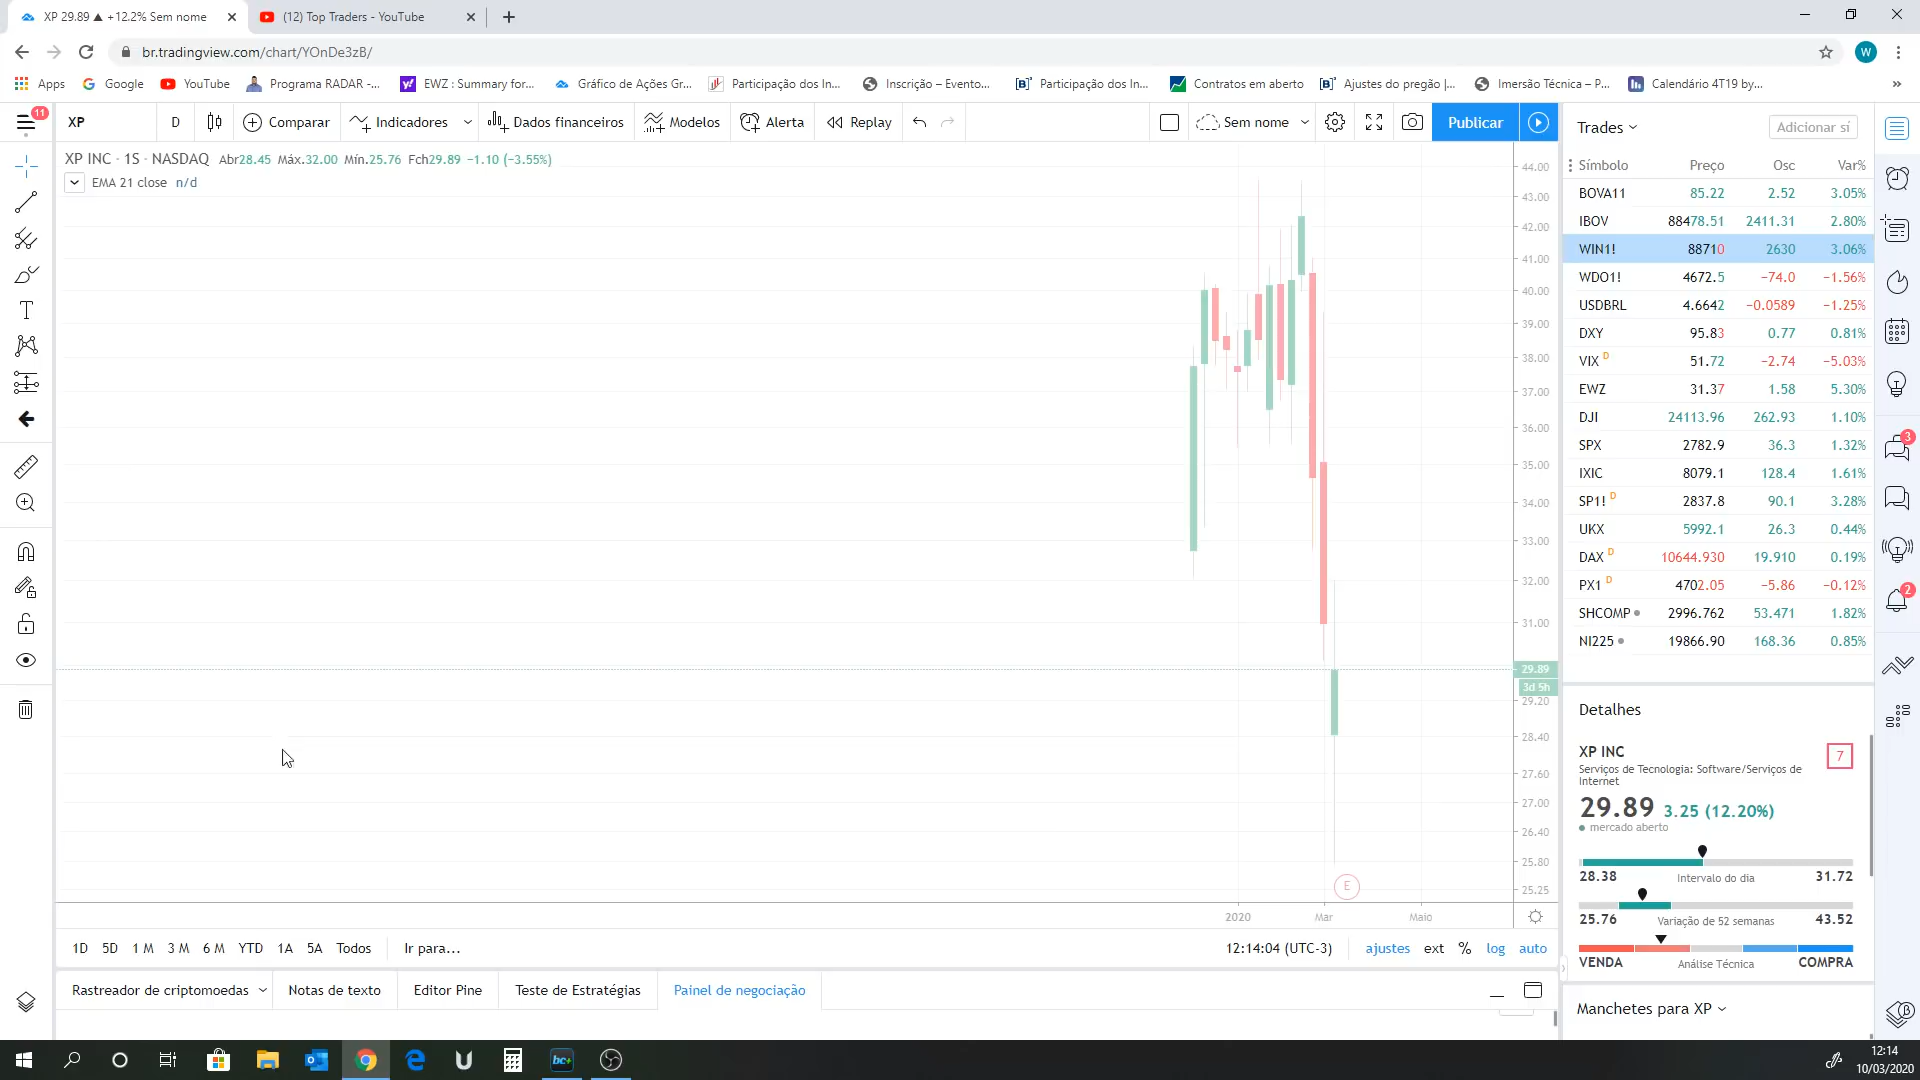 XP 29.89 ▲ +12.2% Sem nome
(12) Top Traders - YouTube
br.tradingview.com/chart/YOnDe3zB/
W
Apps
Google
YouTube
Programa RADAR -...
EWZ : Summary for...
Gráfico de Ações Gr...
Participação dos In...
Inscrição – Evento...
Participação dos In...
Contratos em aberto
Ajustes do pregão |...
Imersão Técnica – P...
Calendário 4T19 by...
»
11
XP
D
Comparar
Indicadores
Dados financeiros
Modelos
Alerta
Replay
Sem nome
Publicar
XP INC · 1S · NASDAQ Abr28.45 Máx.32.00 Mín.25.76 Fch29.89 −1.10 (−3.55%)
EMA 21 close n/d
44.00
43.00
42.00
41.00
40.00
39.00
38.00
37.00
36.00
35.00
34.00
33.00
32.00
31.00
29.89
3d 5h
29.20
28.40
27.60
27.00
26.40
25.80
25.25
E
2020
Mar
Maio
1D 5D 1 M 3 M 6 M YTD 1A 5A Todos Ir para...
12:14:04 (UTC-3) ajustes ext % log auto
Rastreador de criptomoedas
Notas de texto
Editor Pine
Teste de Estratégias
Painel de negociação
Trades
Adicionar sí
Símbolo Preço Osc Var%
BOVA11 85.22 2.52 3.05%
IBOV 88478.51 2411.31 2.80%
WIN1! 88710 2630 3.06%
WDO1! 4672.5 −74.0 −1.56%
USDBRL 4.6642 −0.0589 −1.25%
DXY 95.83 0.77 0.81%
VIX D 51.72 −2.74 −5.03%
EWZ 31.37 1.58 5.30%
DJI 24113.96 262.93 1.10%
SPX 2782.9 36.3 1.32%
IXIC 8079.1 128.4 1.61%
SP1! D 2837.8 90.1 3.28%
UKX 5992.1 26.3 0.44%
DAX D 10644.930 19.910 0.19%
PX1 D 4702.05 −5.86 −0.12%
SHCOMP 2996.762 53.471 1.82%
NI225 19866.90 168.36 0.85%
Detalhes
XP INC
7
Serviços de Tecnologia: Software/Serviços de
Internet
29.89 3.25 (12.20%)
mercado aberto
28.38 Intervalo do dia 31.72
25.76 Variação de 52 semanas 43.52
VENDA Análise Técnica COMPRA
Manchetes para XP
3
2
bc+
12:14
10/03/2020